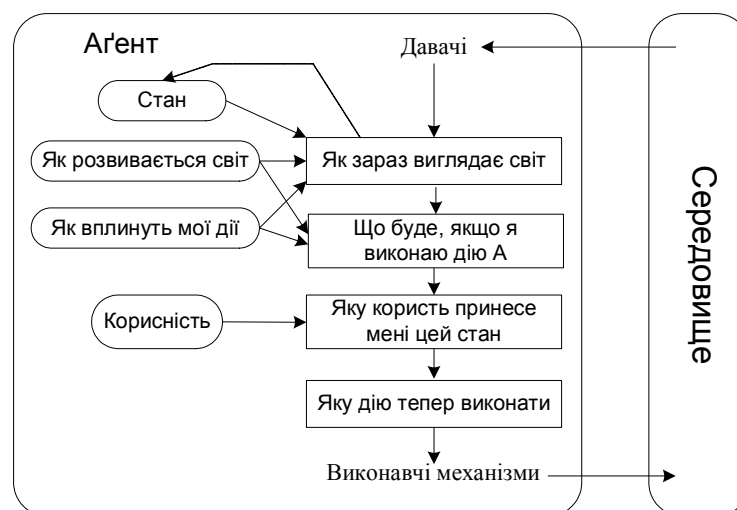 Аґент
Давачі
Стан
Як розвивається світ
Як зараз виглядає світ
Як вплинуть мої дії
Що буде, якщо я
виконаю дію А
Корисність
Яку користь принесе
мені цей стан
Яку дію тепер виконати
Виконавчі механізми
Середовище